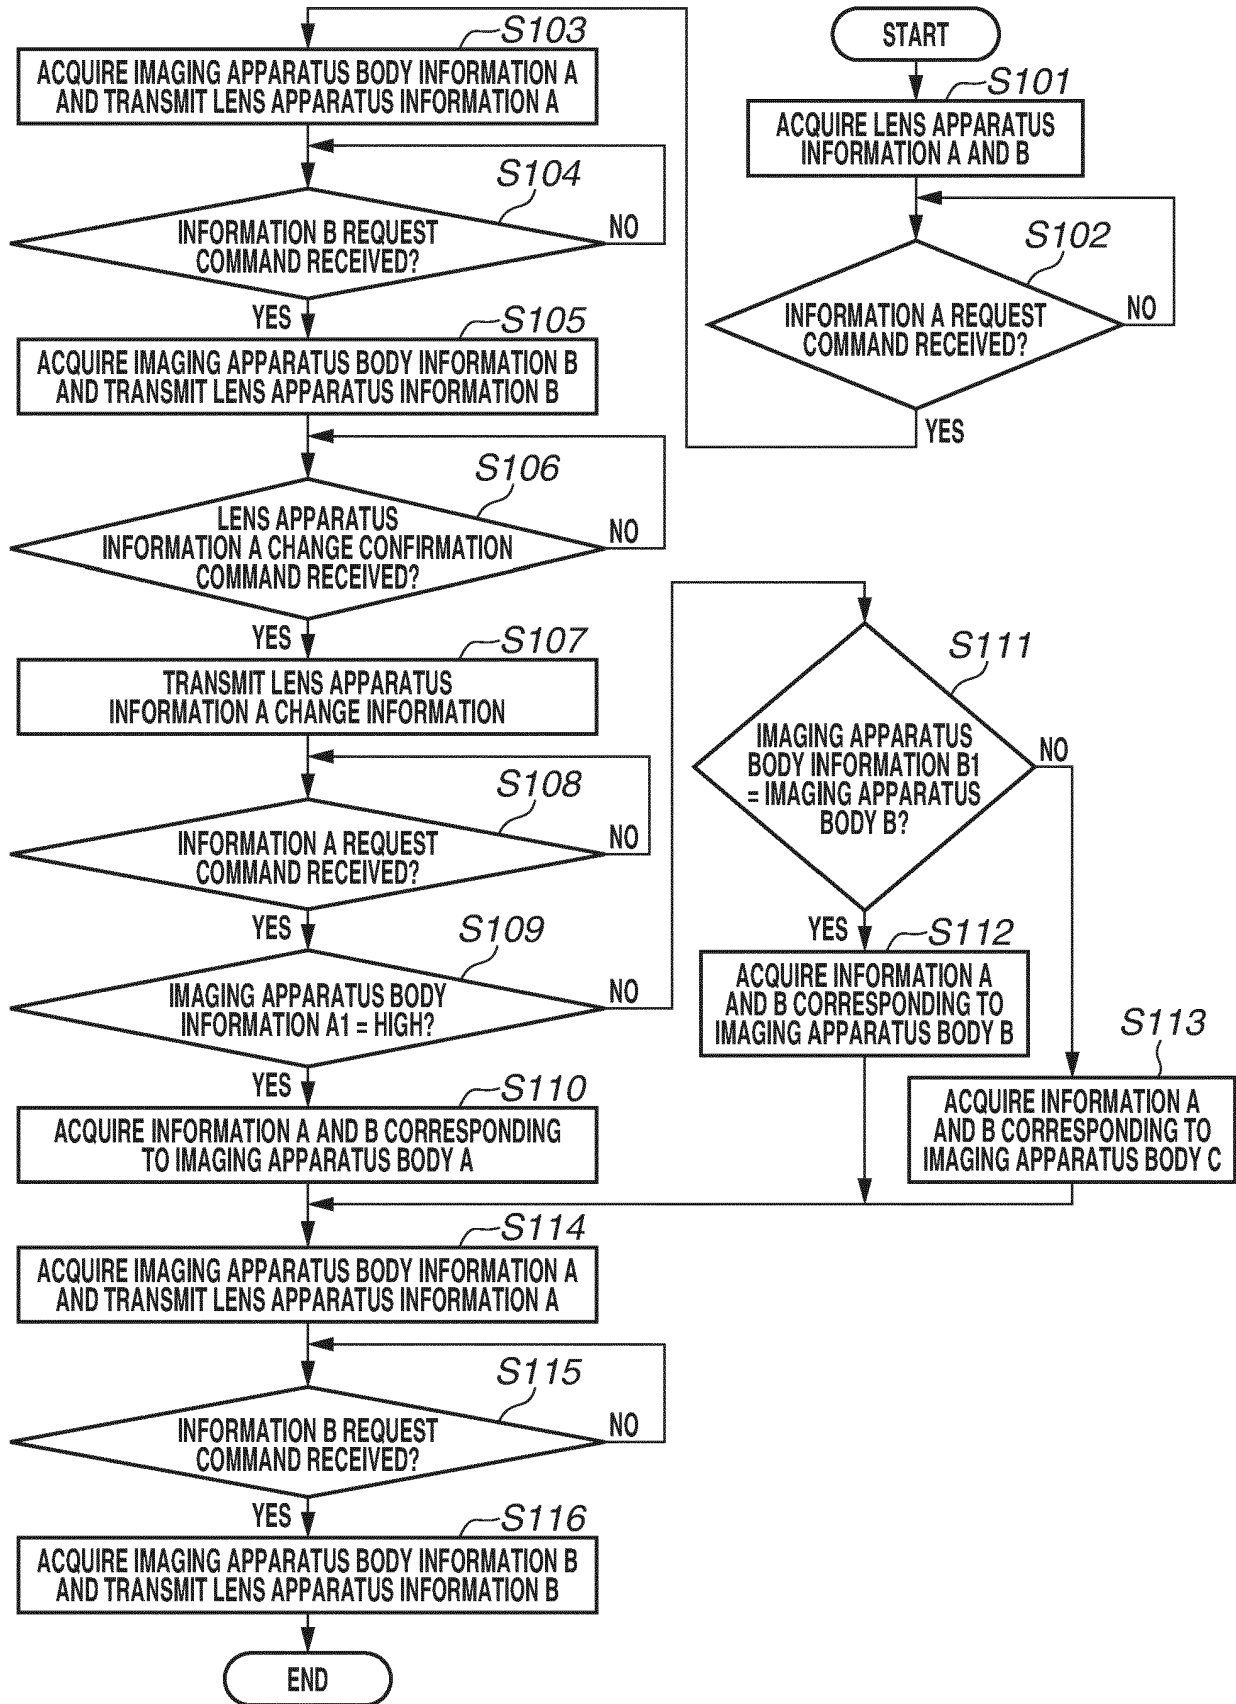 START
S101
ACQUIRE LENS APPARATUS
INFORMATION A AND B
S102
INFORMATION A REQUEST
COMMAND RECEIVED?
NO
YES
S103
ACQUIRE IMAGING APPARATUS BODY INFORMATION A
AND TRANSMIT LENS APPARATUS INFORMATION A
S104
INFORMATION B REQUEST
COMMAND RECEIVED?
NO
YES
S105
ACQUIRE IMAGING APPARATUS BODY INFORMATION B
AND TRANSMIT LENS APPARATUS INFORMATION B
S106
LENS APPARATUS
INFORMATION A CHANGE CONFIRMATION
COMMAND RECEIVED?
NO
YES
S107
TRANSMIT LENS APPARATUS
INFORMATION A CHANGE INFORMATION
S108
INFORMATION A REQUEST
COMMAND RECEIVED?
NO
YES
S109
IMAGING APPARATUS BODY
INFORMATION A1 = HIGH?
NO
YES
S110
ACQUIRE INFORMATION A AND B CORRESPONDING
TO IMAGING APPARATUS BODY A
S111
IMAGING APPARATUS
BODY INFORMATION B1
= IMAGING APPARATUS
BODY B?
NO
YES
S112
ACQUIRE INFORMATION A
AND B CORRESPONDING TO
IMAGING APPARATUS BODY B
S113
ACQUIRE INFORMATION A
AND B CORRESPONDING TO
IMAGING APPARATUS BODY C
S114
ACQUIRE IMAGING APPARATUS BODY INFORMATION A
AND TRANSMIT LENS APPARATUS INFORMATION A
S115
INFORMATION B REQUEST
COMMAND RECEIVED?
NO
YES
S116
ACQUIRE IMAGING APPARATUS BODY INFORMATION B
AND TRANSMIT LENS APPARATUS INFORMATION B
END